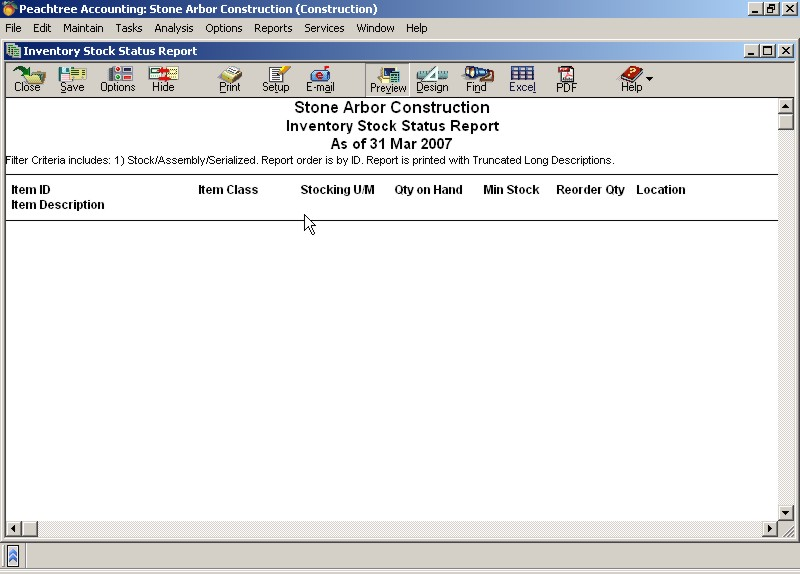 Peachtree Accounting: Stone Arbor Construction (Construction)
File Edit Maintain Tasks Analysis Options Reports Services Window Help
Inventory Stock Status Report
Close Save Options Hide Print Setup E-mail Preview Design Find Excel PDF Help
Stone Arbor Construction
Inventory Stock Status Report
As of 31 Mar 2007
Filter Criteria includes: 1) Stock/Assembly/Serialized. Report order is by ID. Report is printed with Truncated Long Descriptions.
Item ID Item Class Stocking U/M Qty on Hand Min Stock Reorder Qty Location
Item Description